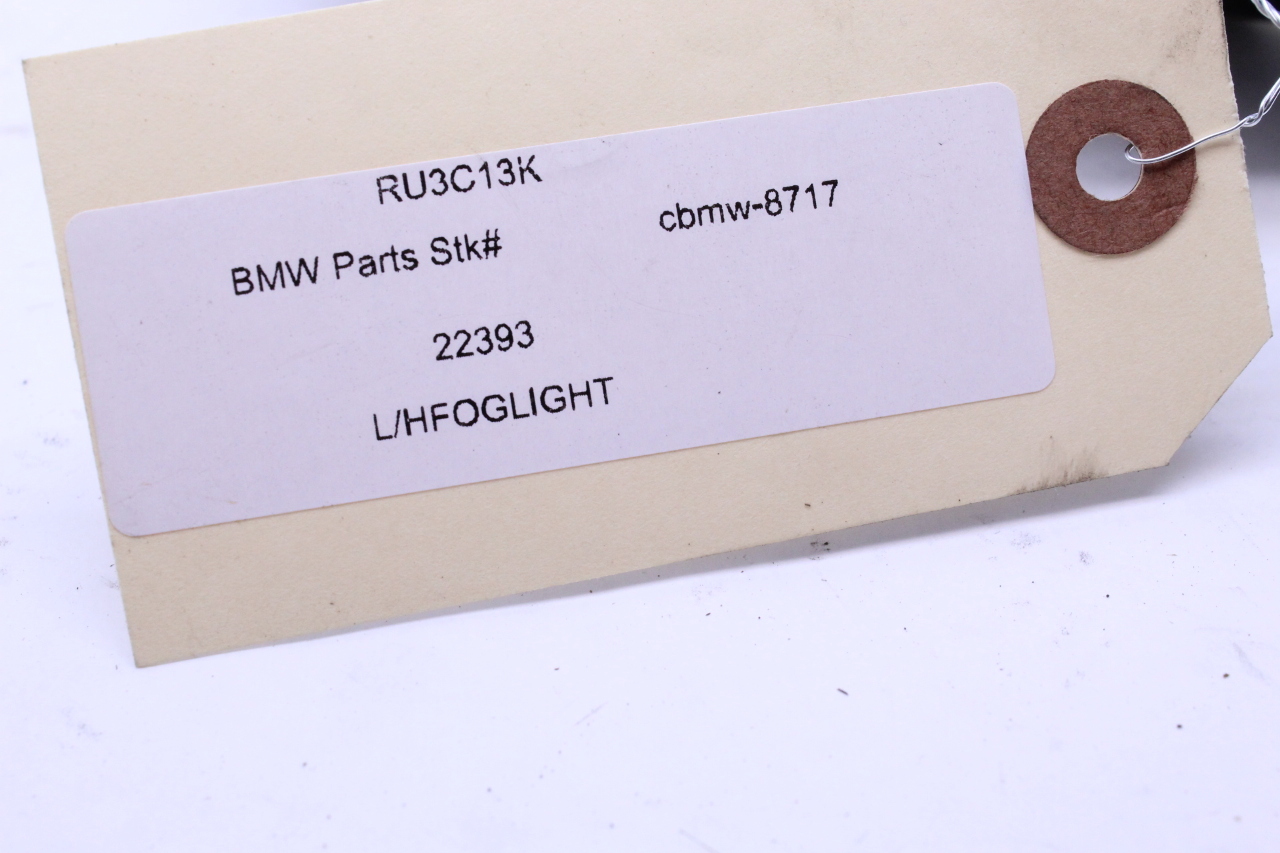 RU3C13K
BMW Parts Stk# cbmw-8717
22393
L/HFOGLIGHT